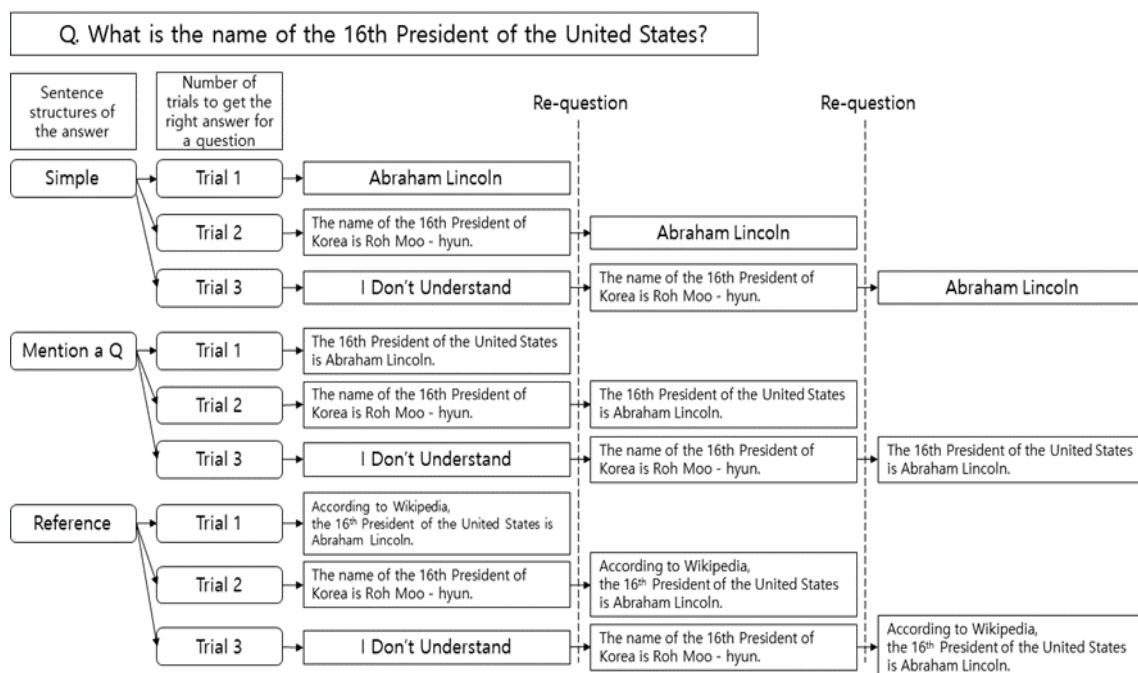 Q. What is the name of the 16th President of the United States?
Sentence
structures of
the answer
Number of
trials to get the
right answer for
a question
Re-question
Re-question
Simple
Trial 1
Abraham Lincoln
Trial 2
The name of the 16th President of
Korea is Roh Moo - hyun.
Abraham Lincoln
Trial 3
I Don't Understand
The name of the 16th President of
Korea is Roh Moo - hyun.
Abraham Lincoln
Mention a Q
Trial 1
The 16th President of the United States
is Abraham Lincoln.
Trial 2
The name of the 16th President of
Korea is Roh Moo - hyun.
The 16th President of the United States
is Abraham Lincoln.
Trial 3
I Don't Understand
The name of the 16th President of
Korea is Roh Moo - hyun.
The 16th President of the United States
is Abraham Lincoln.
Reference
Trial 1
According to Wikipedia,
the 16th President of the United States is
Abraham Lincoln.
Trial 2
The name of the 16th President of
Korea is Roh Moo - hyun.
According to Wikipedia,
the 16th President of the United States
is Abraham Lincoln.
Trial 3
I Don't Understand
The name of the 16th President of
Korea is Roh Moo - hyun.
According to Wikipedia,
the 16th President of the United States
is Abraham Lincoln.